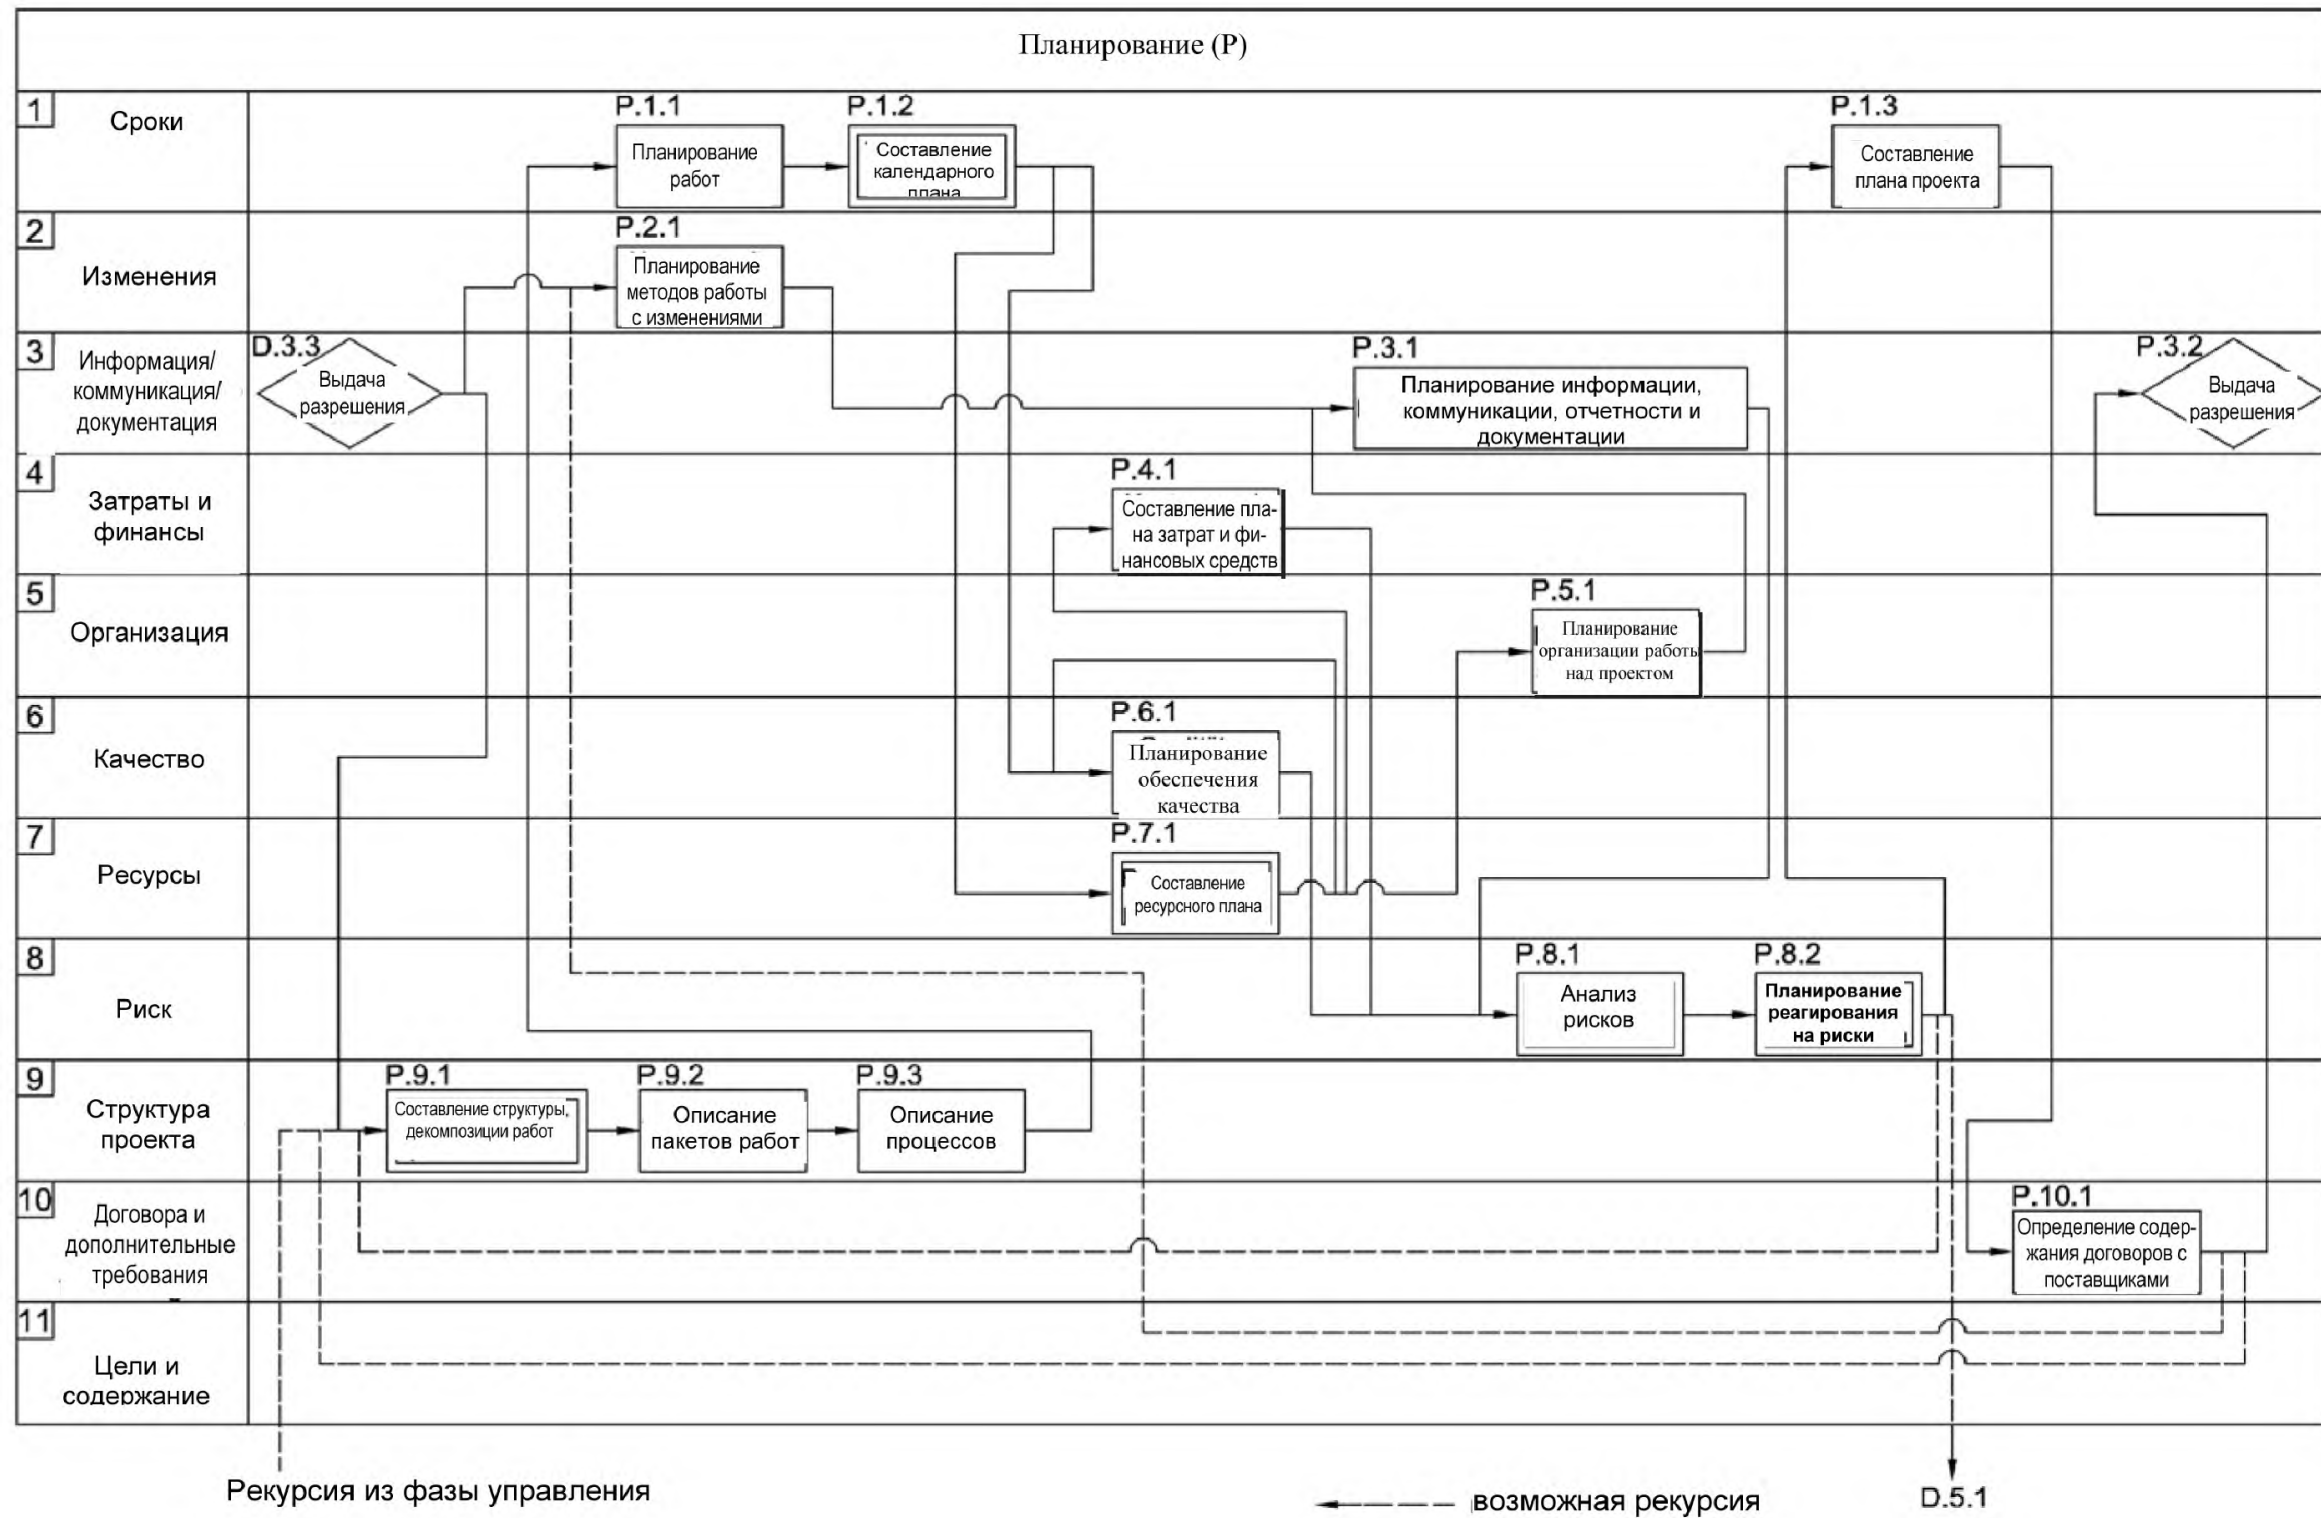 Планирование (P)
1
Сроки
P.1.1
Планирование
работ
P.1.2
Составление
календарного
плана
P.1.3
Составление
плана проекта
2
Изменения
P.2.1
Планирование
методов работы
с изменениями
3
Информация/
коммуникация/
документация
D.3.3
Выдача
разрешения
P.3.1
Планирование информации,
коммуникации, отчетности и
документации
P.3.2
Выдача
разрешения
4
Затраты и
финансы
P.4.1
Составление пла-
на затрат и фи-
нансовых средств
5
Организация
P.5.1
Планирование
организации работы
над проектом
6
Качество
P.6.1
Планирование
обеспечения
качества
7
Ресурсы
P.7.1
Составление
ресурсного плана
8
Риск
P.8.1
Анализ
рисков
P.8.2
Планирование
реагирования
на риски
9
Структура
проекта
P.9.1
Составление структуры,
декомпозиции работ
P.9.2
Описание
пакетов работ
P.9.3
Описание
процессов
10
Договора и
дополнительные
требования
P.10.1
Определение содер-
жания договоров с
поставщиками
11
Цели и
содержание
Рекурсия из фазы управления
возможная рекурсия
D.5.1